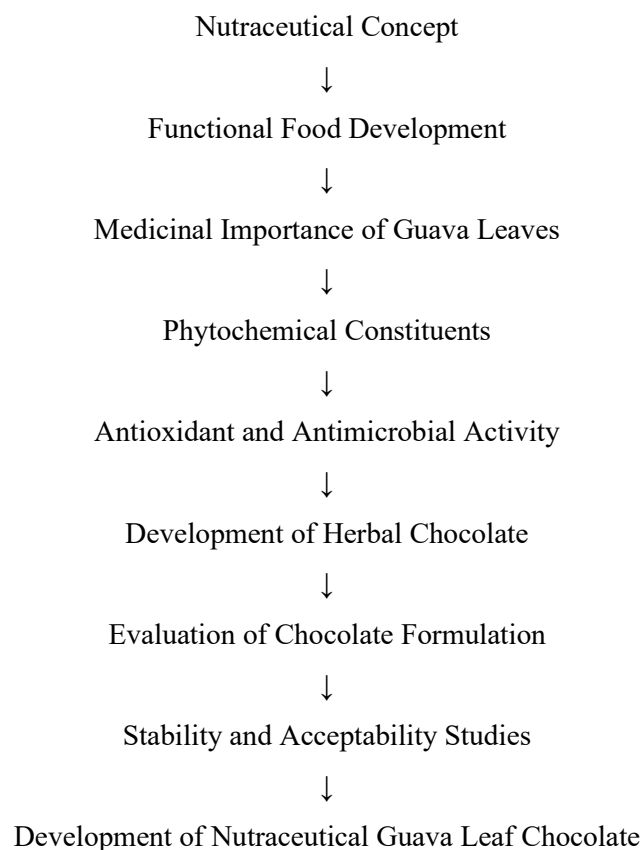 Nutraceutical Concept
↓
Functional Food Development
↓
Medicinal Importance of Guava Leaves
↓
Phytochemical Constituents
↓
Antioxidant and Antimicrobial Activity
↓
Development of Herbal Chocolate
↓
Evaluation of Chocolate Formulation
↓
Stability and Acceptability Studies
↓
Development of Nutraceutical Guava Leaf Chocolate